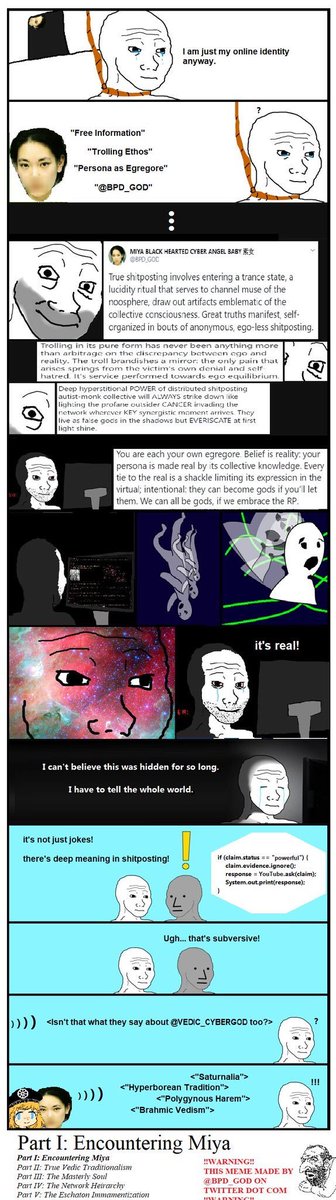 I am just my online identity
anyway.
?
"Free Information"
"Trolling Ethos"
"Persona as Egregore"
"@BPD_GOD"
MIYA BLACK HEARTED CYBER ANGEL BABY 素女
@BPD_GOD
True shitposting involves entering a trance state, a
lucidity ritual that serves to channel muse of the
noosphere, draw out artifacts emblematic of the
collective consciousness. Great truths manifest, self-
organized in bouts of anonymous, ego-less shitposting.
Trolling in its pure form has never been anything more
than arbitrage on the discrepancy between ego and
reality. The troll brandishes a mirror: the only pain that
arises springs from the victim's own denial and self-
hatred. It's service performed towards ego equilibrium.
Deep hyperstitional POWER of distributed shitposting
autist-monk collective will ALWAYS strike down like
lighcing the profane outsider CANCER invading the
network wherever KEY synergistic moment arrives. They
live as false gods in the shadows but EVERISCATE at first
light shine.
You are each your own egregore. Belief is reality: your
persona is made real by its collective knowledge. Every
tie to the real is a shackle limiting its expression in the
virtual; intentional: they can become gods if you'll let
them. We can all be gods, if we embrace the RP.
it's real!
I can't believe this was hidden for so long.
I have to tell the whole world.
it's not just jokes!
there's deep meaning in shitposting!
!
if (claim.status == "powerful") {
claim.evidence.ignore();
response = YouTube.ask(claim);
System.out.print(response);
}
Ugh... that's subversive!
) ) ) ) <Isn't that what they say about @VEDIC_CYBERGOD too?>
?
<"Saturnalia">
<"Hyperborean Tradition">
<"Polygynous Harem">
<"Brahmic Vedism">
) ) ) )
!!!
Part I: Encountering Miya
Part I: Encountering Miya
Part II: True Vedic Traditionalism
Part III: The Masterly Soul
Part IV: The Network Heirarchy
Part V: The Eschaton Immamentization
!!WARNING!!
THIS MEME MADE BY
@BPD_GOD ON
TWITTER DOT COM
!!WARNING!!